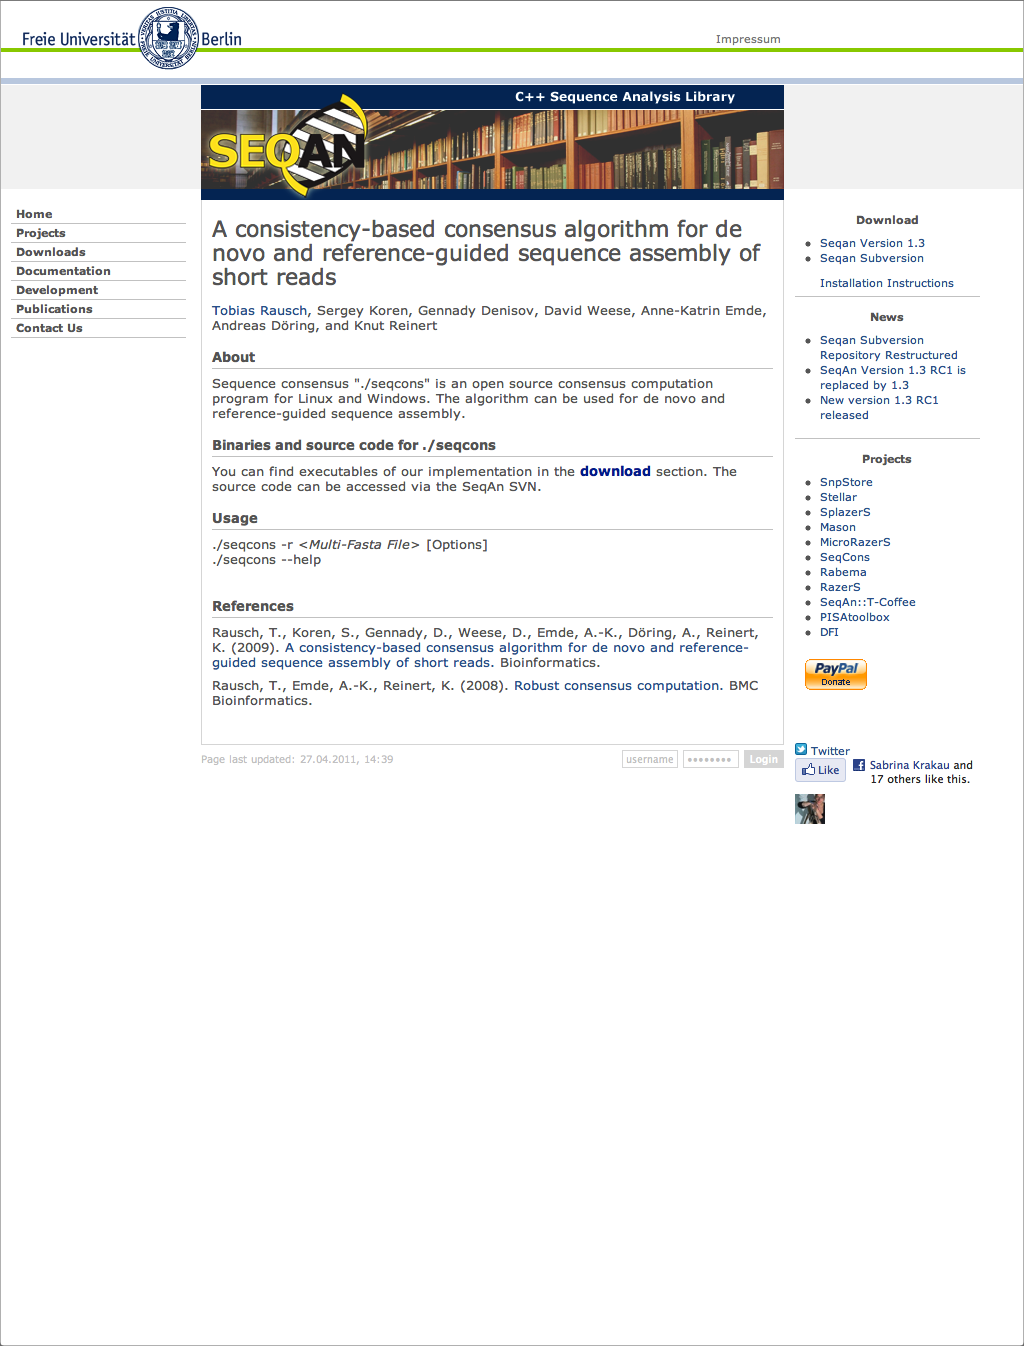 Freie Universität Berlin
Impressum
C++ Sequence Analysis Library
SEQAN
Home
Projects
Downloads
Documentation
Development
Publications
Contact Us
A consistency-based consensus algorithm for de
novo and reference-guided sequence assembly of
short reads
Tobias Rausch, Sergey Koren, Gennady Denisov, David Weese, Anne-Katrin Emde,
Andreas Döring, and Knut Reinert
About
Sequence consensus "./seqcons" is an open source consensus computation
program for Linux and Windows. The algorithm can be used for de novo and
reference-guided sequence assembly.
Binaries and source code for ./seqcons
You can find executables of our implementation in the download section. The
source code can be accessed via the SeqAn SVN.
Usage
./seqcons -r <Multi-Fasta File> [Options]
./seqcons --help
References
Rausch, T., Koren, S., Gennady, D., Weese, D., Emde, A.-K., Döring, A., Reinert,
K. (2009). A consistency-based consensus algorithm for de novo and reference-
guided sequence assembly of short reads. Bioinformatics.
Rausch, T., Emde, A.-K., Reinert, K. (2008). Robust consensus computation. BMC
Bioinformatics.
Page last updated: 27.04.2011, 14:39
username •••••••• Login
Download
Seqan Version 1.3
Seqan Subversion
Installation Instructions
News
Seqan Subversion
Repository Restructured
SeqAn Version 1.3 RC1 is
replaced by 1.3
New version 1.3 RC1
released
Projects
SnpStore
Stellar
SplazerS
Mason
MicroRazerS
SeqCons
Rabema
RazerS
SeqAn::T-Coffee
PISAtoolbox
DFI
PayPal
Donate
Twitter
Like
Sabrina Krakau and
17 others like this.